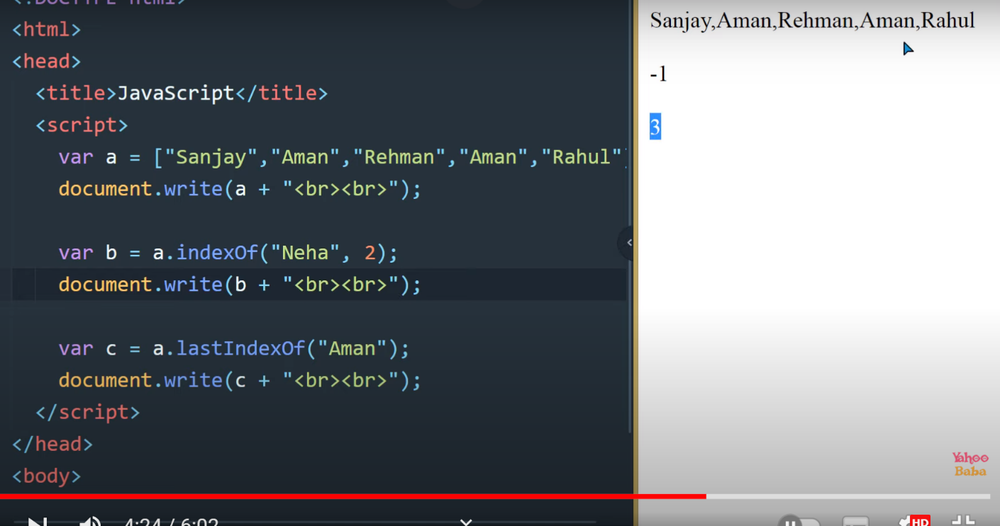 <!DOCTYPE html>
<html>
<head>
<title>JavaScript</title>
<script>
var a = ["Sanjay","Aman","Rehman","Aman","Rahul"]
document.write(a + "<br><br>");
var b = a.indexOf("Neha", 2);
document.write(b + "<br><br>");
var c = a.lastIndexOf("Aman");
document.write(c + "<br><br>");
</script>
</head>
<body>
Sanjay,Aman,Rehman,Aman,Rahul
-1
3
Yahoo
Baba
4:24 / 6:02
HD